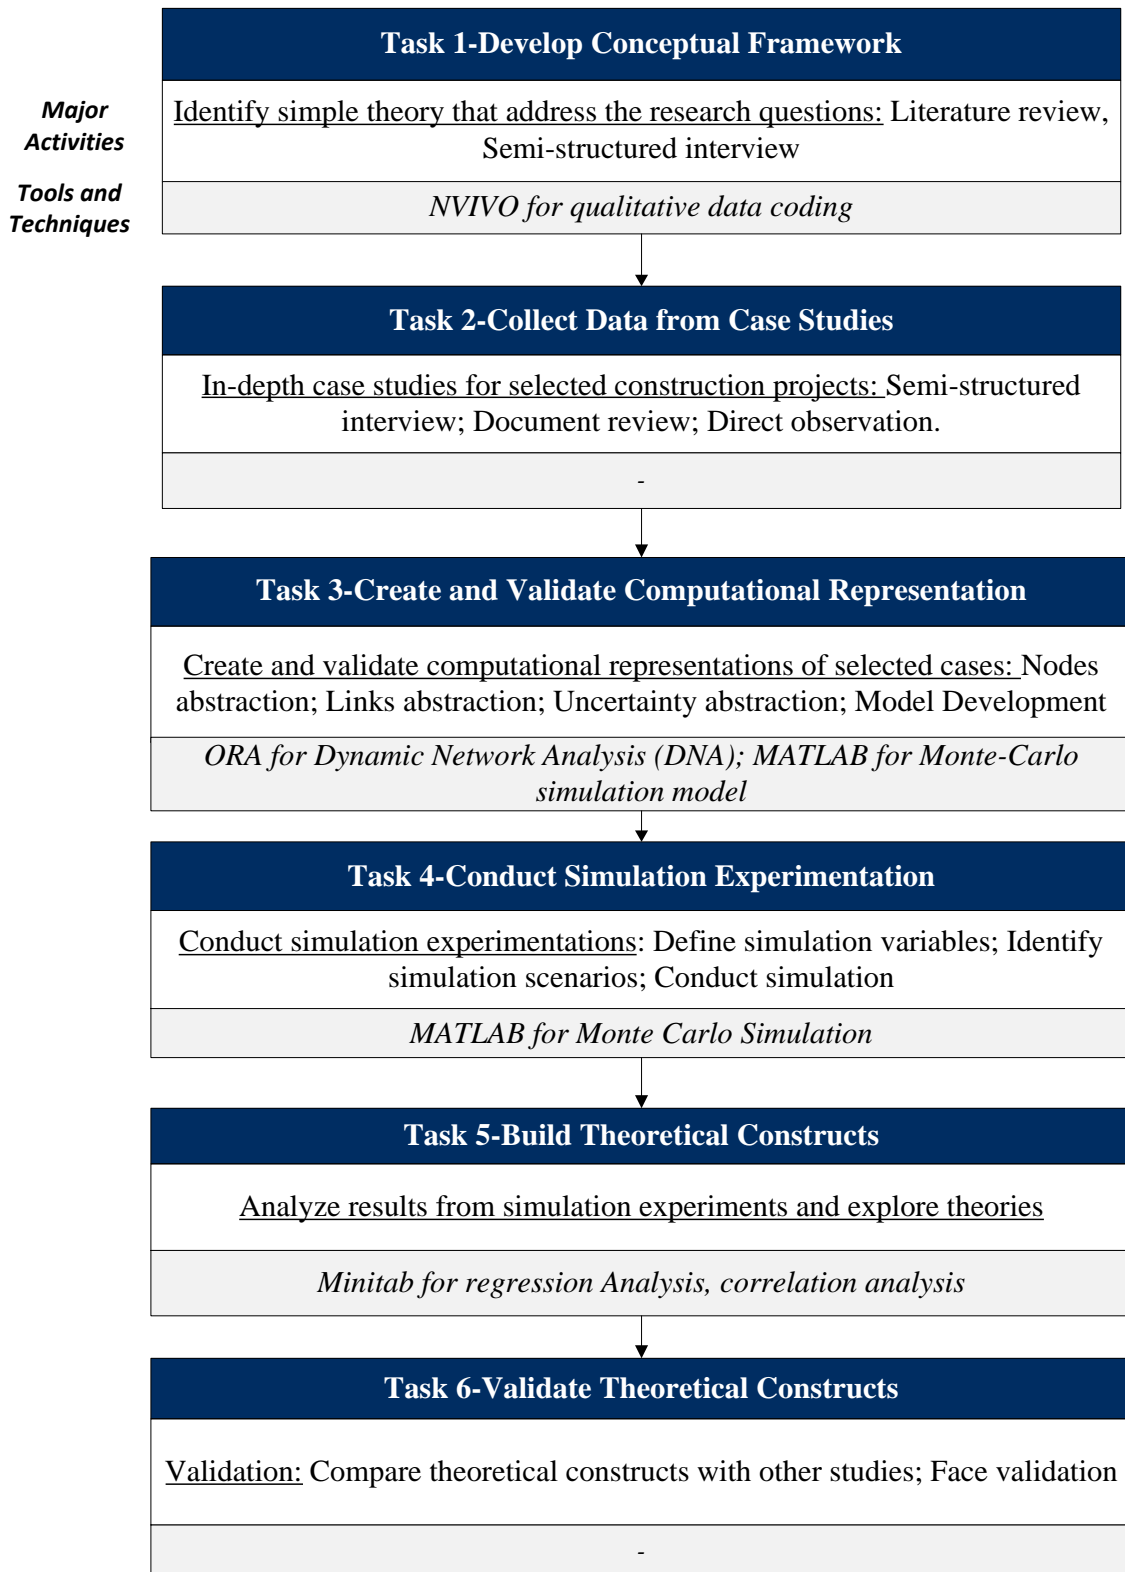 Task 1-Develop Conceptual Framework
Major
Activities
Identify simple theory that address the research questions: Literature review,
Semi-structured interview
Tools and
Techniques
NVIVO for qualitative data coding
Task 2-Collect Data from Case Studies
In-depth case studies for selected construction projects: Semi-structured
interview; Document review; Direct observation.
-
Task 3-Create and Validate Computational Representation
Create and validate computational representations of selected cases: Nodes
abstraction; Links abstraction; Uncertainty abstraction; Model Development
ORA for Dynamic Network Analysis (DNA); MATLAB for Monte-Carlo
simulation model
Task 4-Conduct Simulation Experimentation
Conduct simulation experimentations: Define simulation variables; Identify
simulation scenarios; Conduct simulation
MATLAB for Monte Carlo Simulation
Task 5-Build Theoretical Constructs
Analyze results from simulation experiments and explore theories
Minitab for regression Analysis, correlation analysis
Task 6-Validate Theoretical Constructs
Validation: Compare theoretical constructs with other studies; Face validation
-